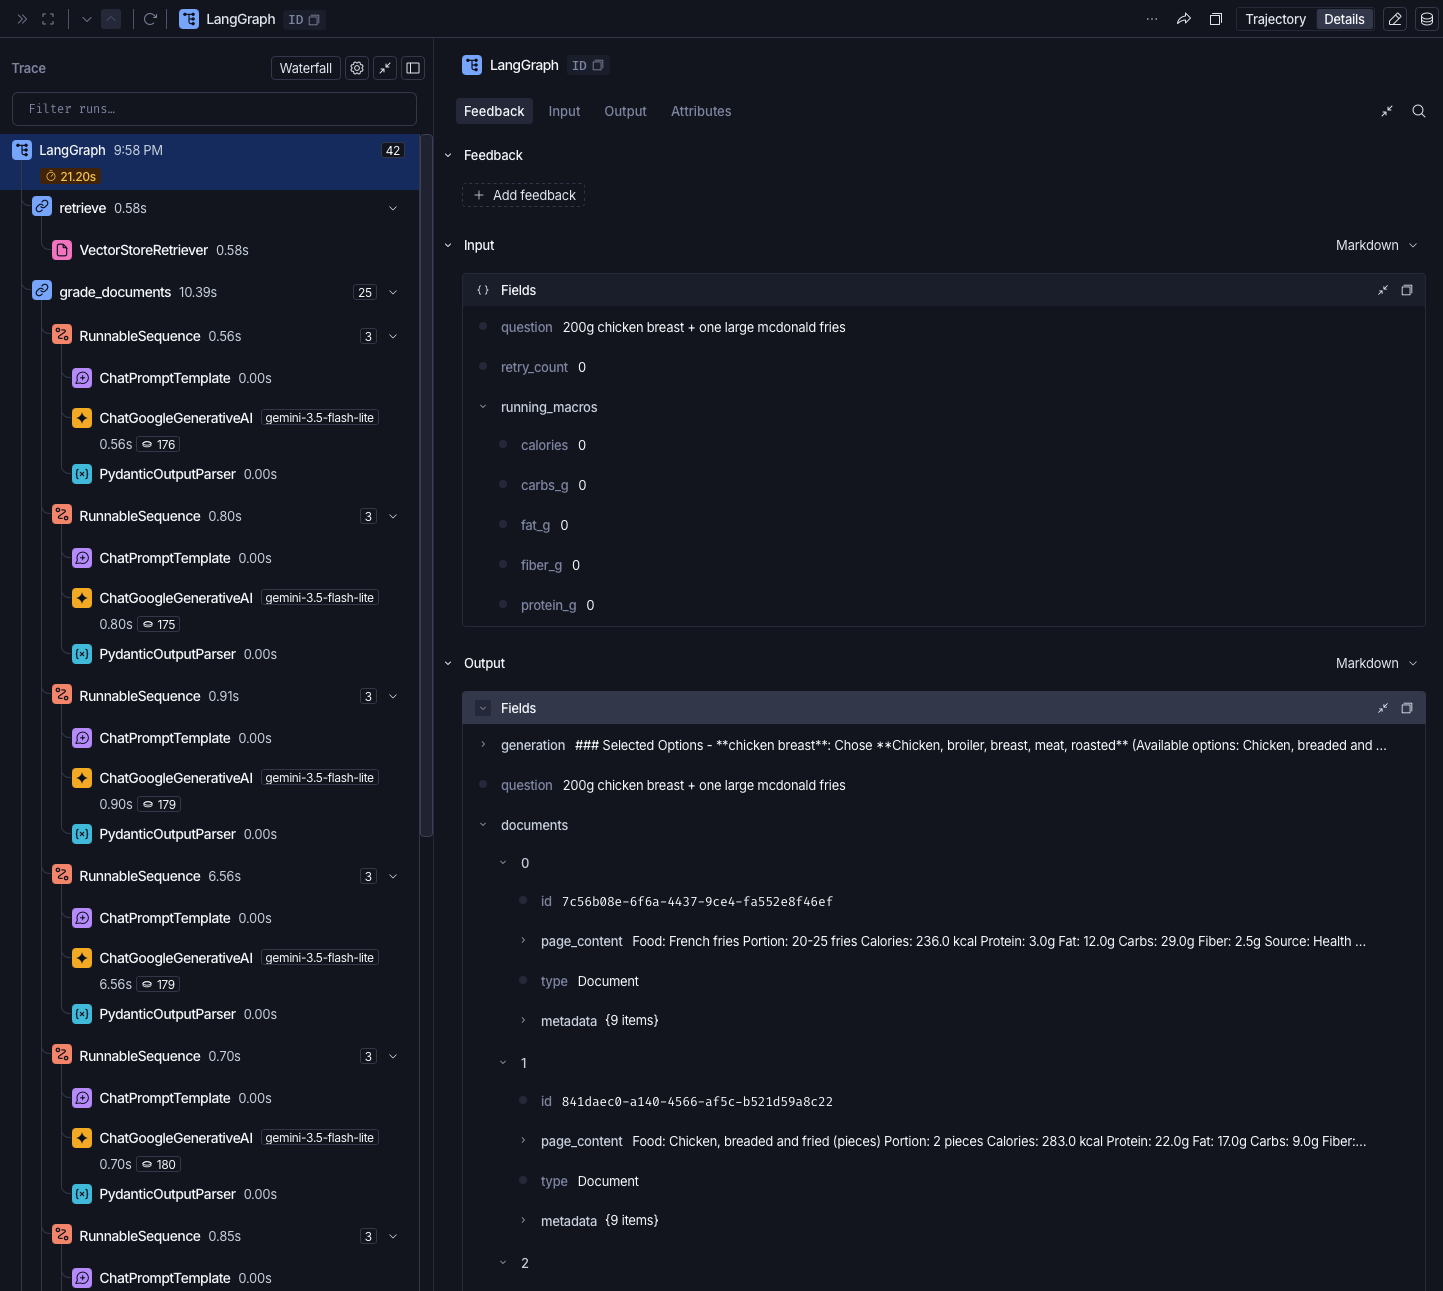 LangGraph ID
Trajectory Details
Trace Waterfall
Filter runs…
LangGraph 9:58 PM 42
21.20s
retrieve 0.58s
VectorStoreRetriever 0.58s
grade_documents 10.39s 25
RunnableSequence 0.56s 3
ChatPromptTemplate 0.00s
ChatGoogleGenerativeAI gemini-3.5-flash-lite
0.56s 176
PydanticOutputParser 0.00s
RunnableSequence 0.80s 3
ChatPromptTemplate 0.00s
ChatGoogleGenerativeAI gemini-3.5-flash-lite
0.80s 175
PydanticOutputParser 0.00s
RunnableSequence 0.91s 3
ChatPromptTemplate 0.00s
ChatGoogleGenerativeAI gemini-3.5-flash-lite
0.90s 179
PydanticOutputParser 0.00s
RunnableSequence 6.56s 3
ChatPromptTemplate 0.00s
ChatGoogleGenerativeAI gemini-3.5-flash-lite
6.56s 179
PydanticOutputParser 0.00s
RunnableSequence 0.70s 3
ChatPromptTemplate 0.00s
ChatGoogleGenerativeAI gemini-3.5-flash-lite
0.70s 180
PydanticOutputParser 0.00s
RunnableSequence 0.85s 3
ChatPromptTemplate 0.00s
LangGraph ID
Feedback Input Output Attributes
Feedback
+ Add feedback
Input Markdown
{} Fields
question 200g chicken breast + one large mcdonald fries
retry_count 0
running_macros
calories 0
carbs_g 0
fat_g 0
fiber_g 0
protein_g 0
Output Markdown
Fields
generation ### Selected Options - **chicken breast**: Chose **Chicken, broiler, breast, meat, roasted** (Available options: Chicken, breaded and ...
question 200g chicken breast + one large mcdonald fries
documents
0
id 7c56b08e-6f6a-4437-9ce4-fa552e8f46ef
page_content Food: French fries Portion: 20-25 fries Calories: 236.0 kcal Protein: 3.0g Fat: 12.0g Carbs: 29.0g Fiber: 2.5g Source: Health ...
type Document
metadata {9 items}
1
id 841daec0-a140-4566-af5c-b521d59a8c22
page_content Food: Chicken, breaded and fried (pieces) Portion: 2 pieces Calories: 283.0 kcal Protein: 22.0g Fat: 17.0g Carbs: 9.0g Fiber:...
type Document
metadata {9 items}
2